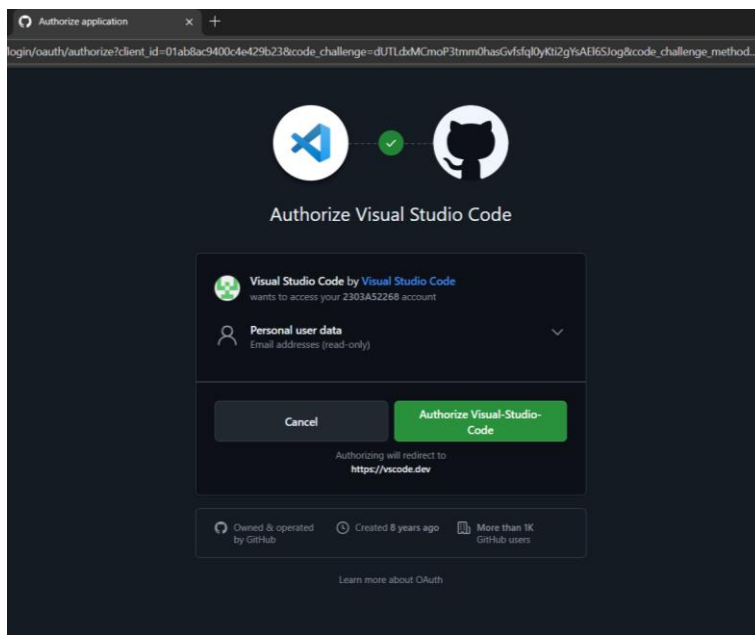 Authorize application
login/oauth/authorize?client_id=01ab8ac9400c4e429b23&code_challenge=dUTLdxMCmoP3tmm0hasGvfsfql0yKti2gYsAEl6SJog&code_challenge_method...
Authorize Visual Studio Code
Visual Studio Code by Visual Studio Code
wants to access your 2303A52268 account
Personal user data
Email addresses (read-only)
Cancel
Authorize Visual-Studio-
Code
Authorizing will redirect to
https://vscode.dev
Owned & operated
by GitHub
Created 8 years ago
More than 1K
GitHub users
Learn more about OAuth